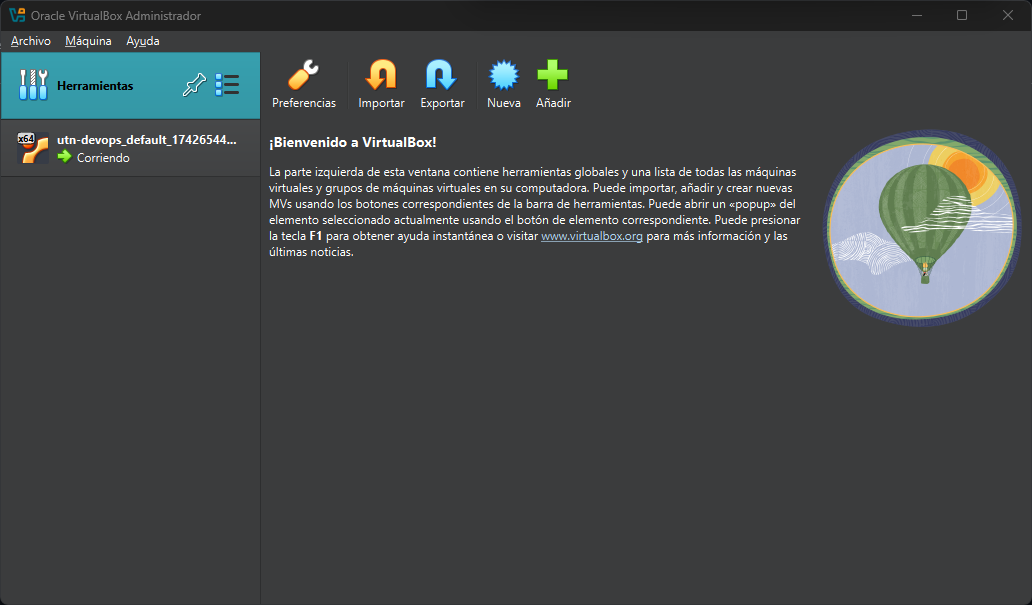 Oracle VirtualBox Administrador
Archivo Máquina Ayuda
Herramientas
x64
utn-devops_default_17426544...
Corriendo
Preferencias Importar Exportar Nueva Añadir
¡Bienvenido a VirtualBox!
La parte izquierda de esta ventana contiene herramientas globales y una lista de todas las máquinas
virtuales y grupos de máquinas virtuales en su computadora. Puede importar, añadir y crear nuevas
MVs usando los botones correspondientes de la barra de herramientas. Puede abrir un «popup» del
elemento seleccionado actualmente usando el botón de elemento correspondiente. Puede presionar
la tecla F1 para obtener ayuda instantánea o visitar www.virtualbox.org para más información y las
últimas noticias.